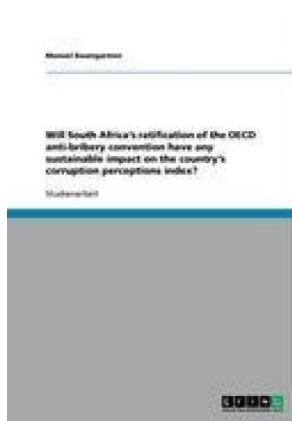 Manuel Baumgartner
Will South Africa's ratification of the OECD
anti-bribery convention have any
sustainable impact on the country's
corruption perceptions index?
Studienarbeit
GRIN